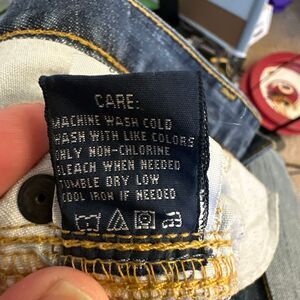 CARE:
MACHINE WASH COLD
WASH WITH LIKE COLORS
ONLY NON-CHLORINE
BLEACH WHEN NEEDED
TUMBLE DRY LOW
COOL IRON IF NEEDED